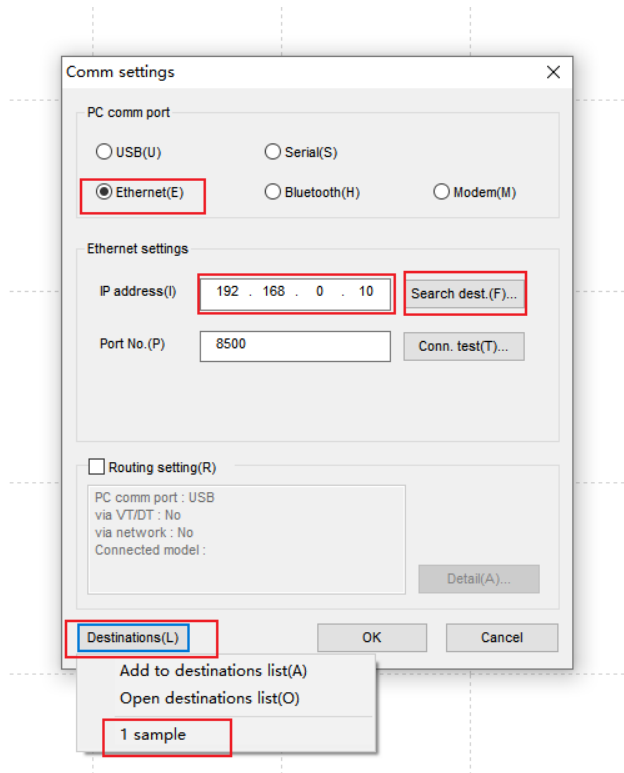 Comm settings
PC comm port
USB(U)
Serial(S)
Ethernet(E)
Bluetooth(H)
Modem(M)
Ethernet settings
IP address(I)
192 . 168 . 0 . 10
Search dest.(F)...
Port No.(P)
8500
Conn. test(T)...
Routing setting(R)
PC comm port : USB
via VT/DT : No
via network : No
Connected model :
Detail(A)...
Destinations(L)
OK
Cancel
Add to destinations list(A)
Open destinations list(O)
1 sample